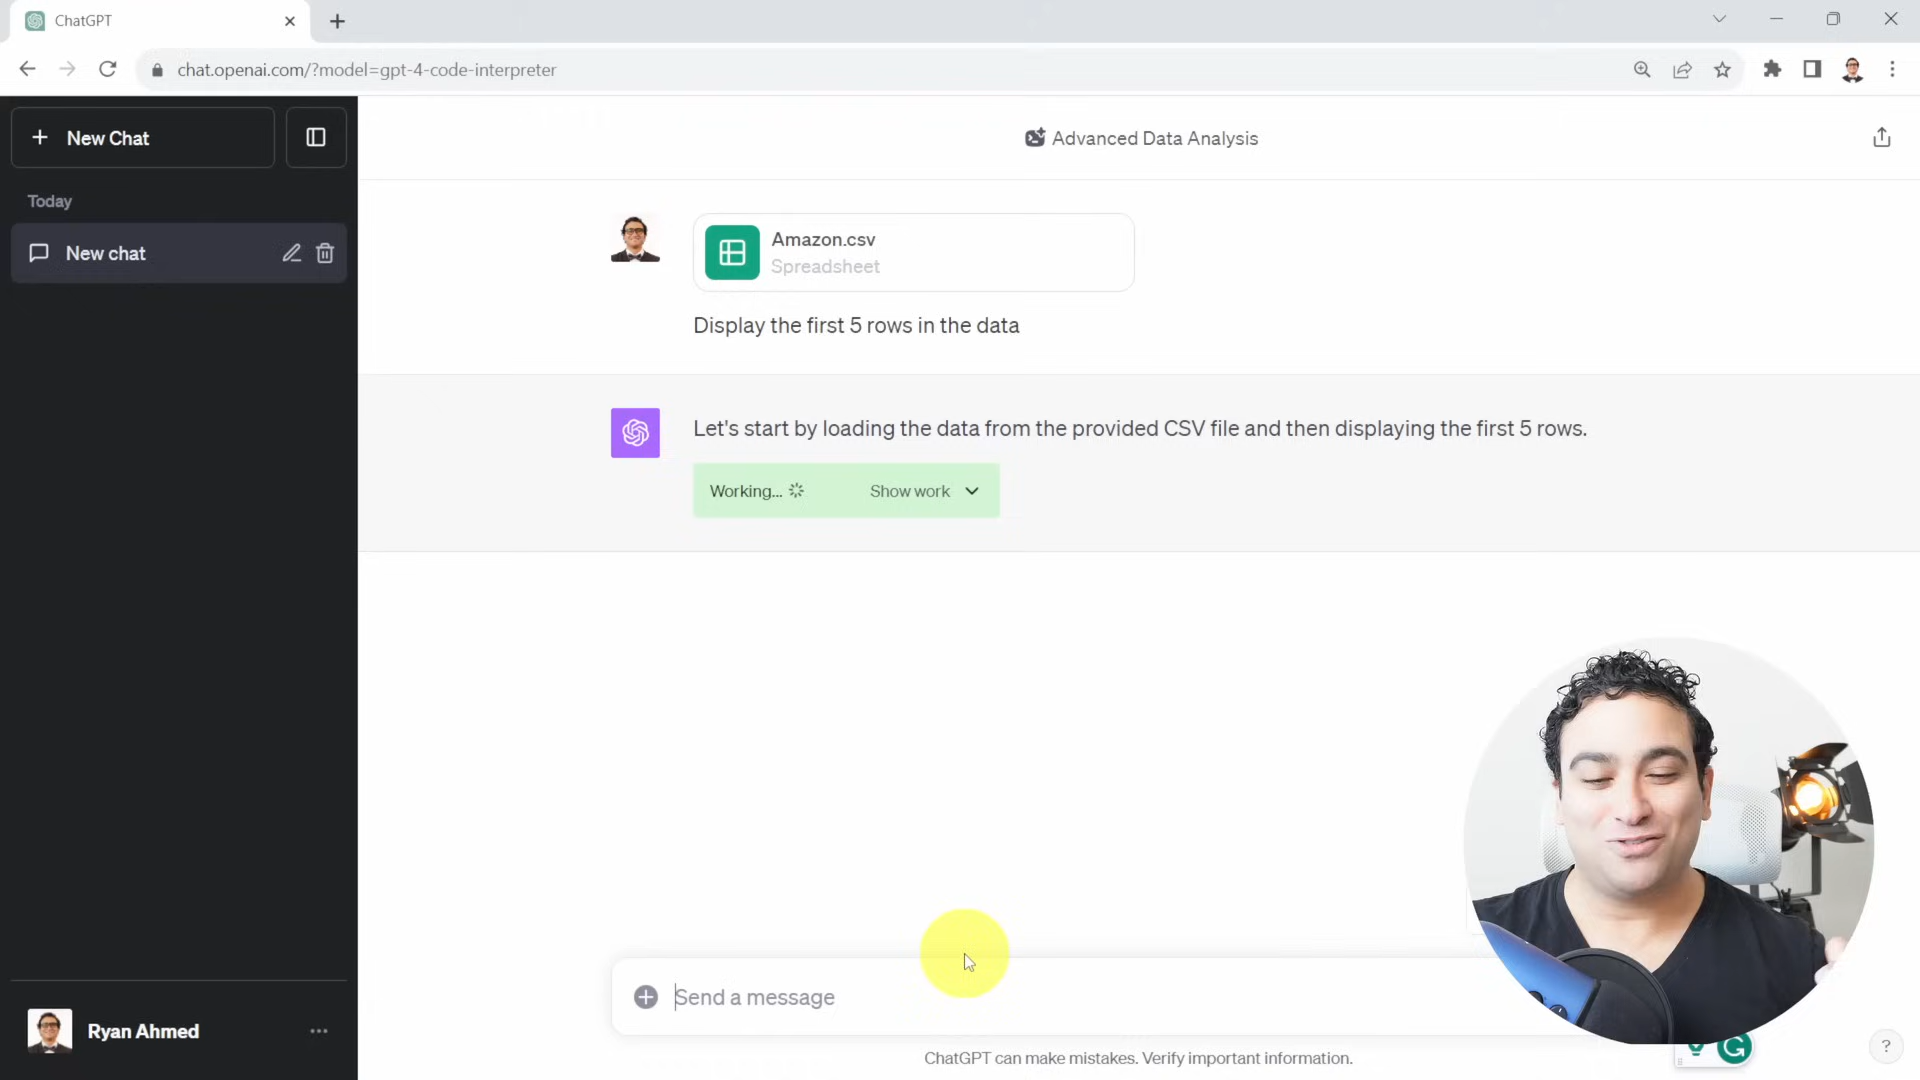 ChatGPT
chat.openai.com/?model=gpt-4-code-interpreter
New Chat
Advanced Data Analysis
Today
New chat
Amazon.csv
Spreadsheet
Display the first 5 rows in the data
Let's start by loading the data from the provided CSV file and then displaying the first 5 rows.
Working... Show work
Send a message
Ryan Ahmed
ChatGPT can make mistakes. Verify important information.
?